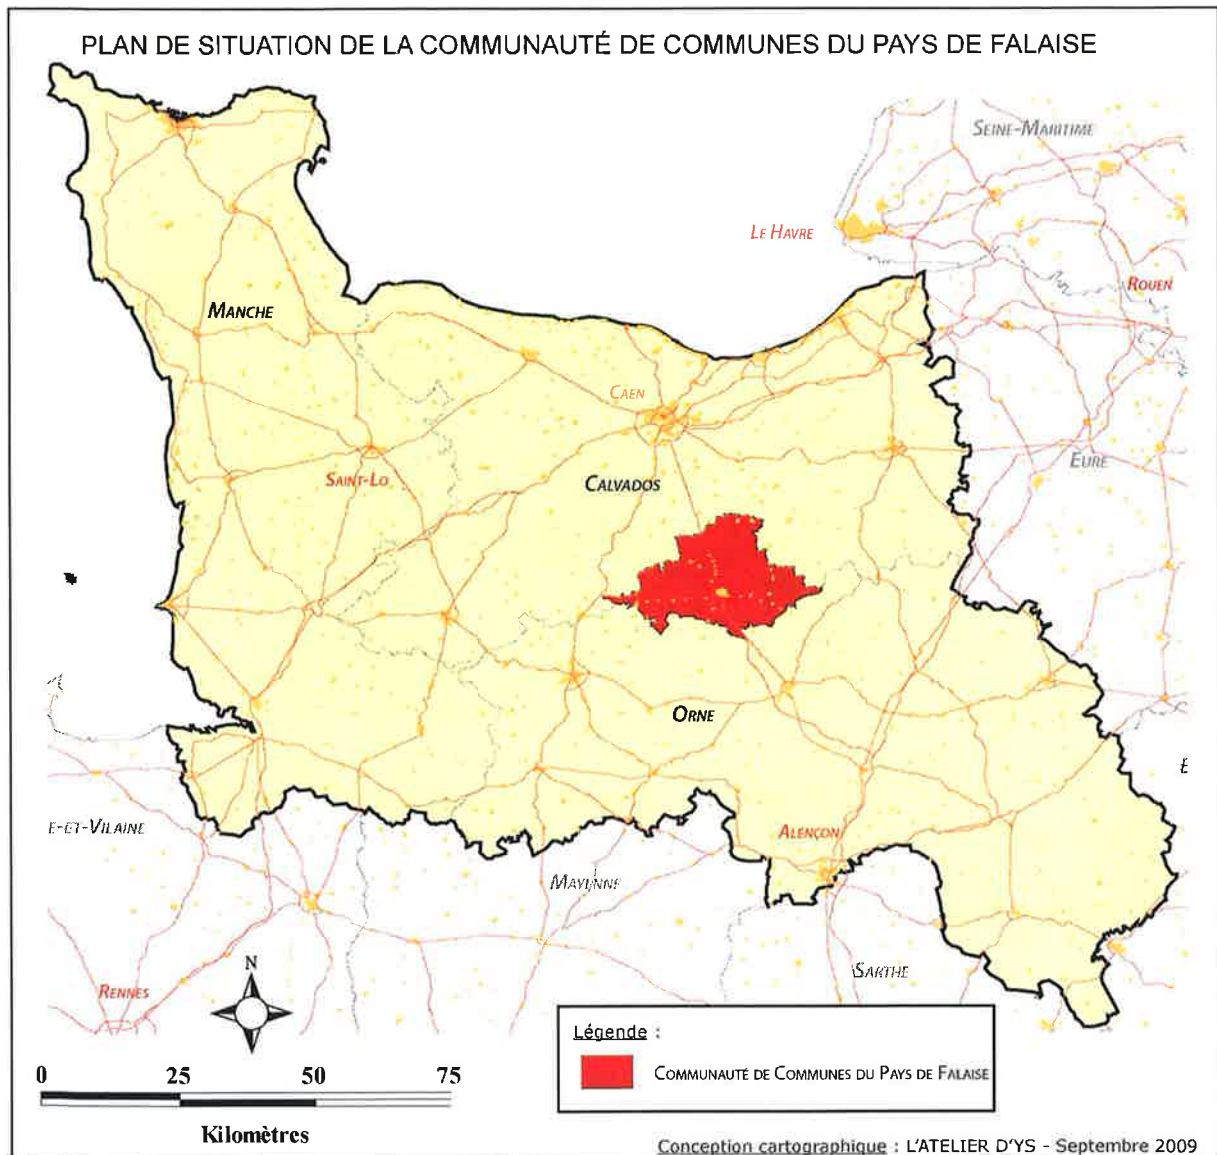 PLAN DE SITUATION DE LA COMMUNAUTÉ DE COMMUNES DU PAYS DE FALAISE
SEINE-MARITIME
LE HAVRE
ROUEN
MANCHE
CAEN
EURE
SAINT-LO
CALVADOS
ORNE
E
E-ET-VILAINE
ALENÇON
MAYENNE
SARTHE
RENNES
N
Légende :
COMMUNAUTÉ DE COMMUNES DU PAYS DE FALAISE
0 25 50 75
Kilomètres
Conception cartographique : L'ATELIER D'YS - Septembre 2009